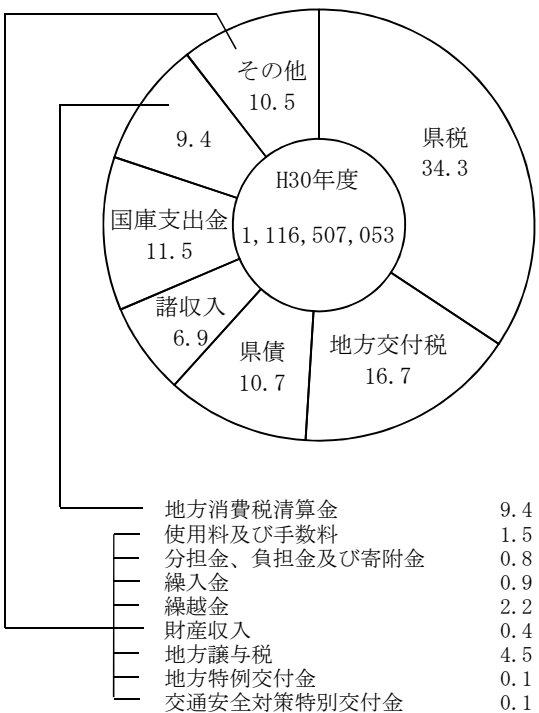 その他
10.5
県税
34.3
9.4
H30年度
1,116,507,053
国庫支出金
11.5
諸収入
6.9
県債
10.7
地方交付税
16.7
地方消費税清算金 9.4
使用料及び手数料 1.5
分担金、負担金及び寄附金 0.8
繰入金 0.9
繰越金 2.2
財産収入 0.4
地方譲与税 4.5
地方特例交付金 0.1
交通安全対策特別交付金 0.1